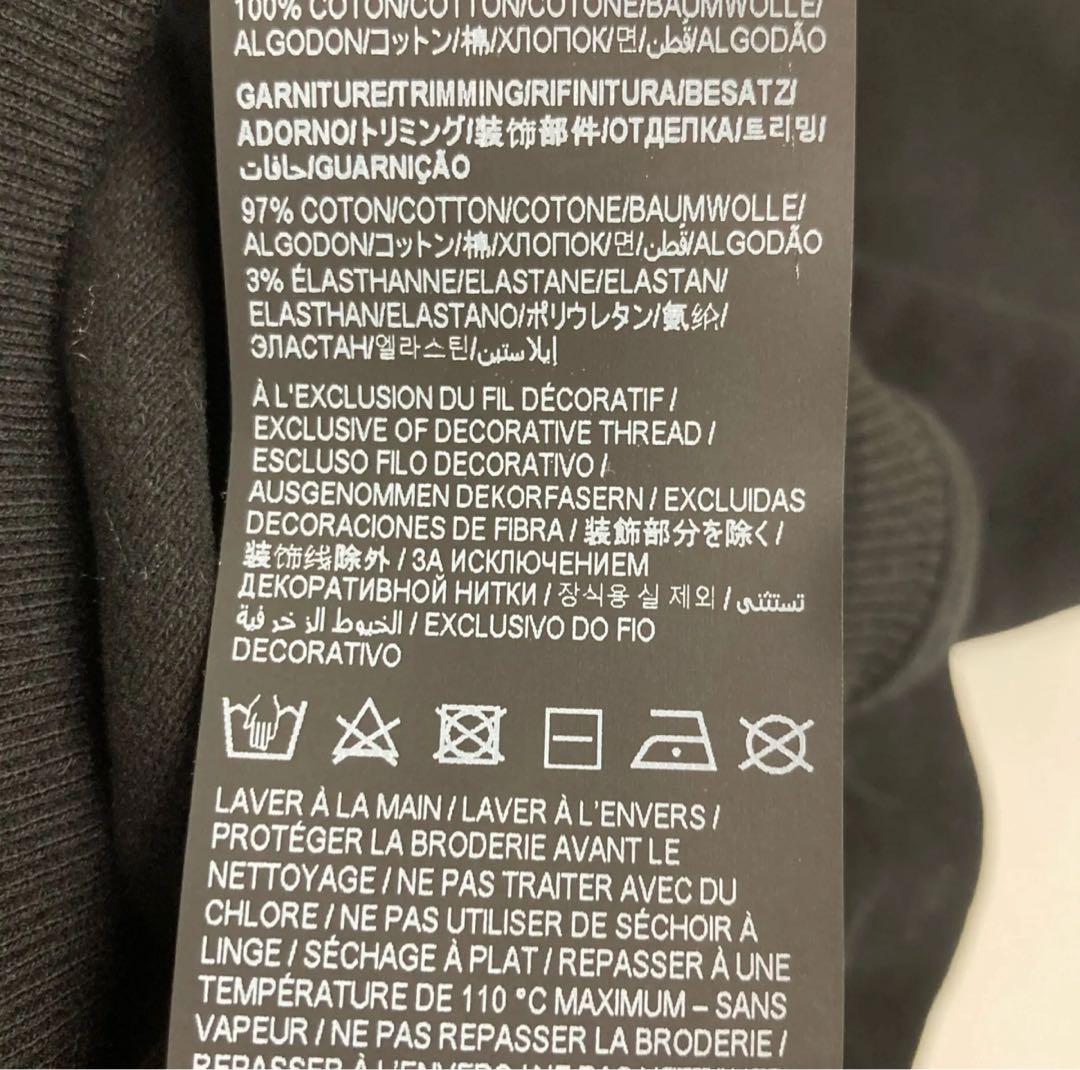 100% COTON/COTTON/COTONE/BAUMWOLLE/
ALGODON/コットン/棉/ХЛОПОК/면/قطن/ALGODÃO
GARNITURE/TRIMMING/RIFINITURA/BESATZ/
ADORNO/トリミング/装饰部件/ОТДЕЛКА/트리밍/
حافات/GUARNIÇÃO
97% COTON/COTTON/COTONE/BAUMWOLLE/
ALGODON/コットン/棉/ХЛОПОК/면/قطن/ALGODÃO
3% ÉLASTHANNE/ELASTANE/ELASTAN/
ELASTHAN/ELASTANO/ポリウレタン/氨纶/
ЭЛАСТАН/엘라스틴/إيلاستين
À L'EXCLUSION DU FIL DÉCORATIF /
EXCLUSIVE OF DECORATIVE THREAD /
ESCLUSO FILO DECORATIVO /
AUSGENOMMEN DEKORFASERN / EXCLUIDAS
DECORACIONES DE FIBRA / 装飾部分を除く /
装饰线除外 / ЗА ИСКЛЮЧЕНИЕМ
ДЕКОРАТИВНОЙ НИТКИ / 장식용 실 제외 / تستثنى
الخيوط الزخرفية / EXCLUSIVO DO FIO
DECORATIVO
LAVER À LA MAIN / LAVER À L'ENVERS /
PROTÉGER LA BRODERIE AVANT LE
NETTOYAGE / NE PAS TRAITER AVEC DU
CHLORE / NE PAS UTILISER DE SÉCHOIR À
LINGE / SÉCHAGE À PLAT / REPASSER À UNE
TEMPÉRATURE DE 110 °C MAXIMUM – SANS
VAPEUR / NE PAS REPASSER LA BRODERIE /
REPASSER À L'ENVERS / NE PAS